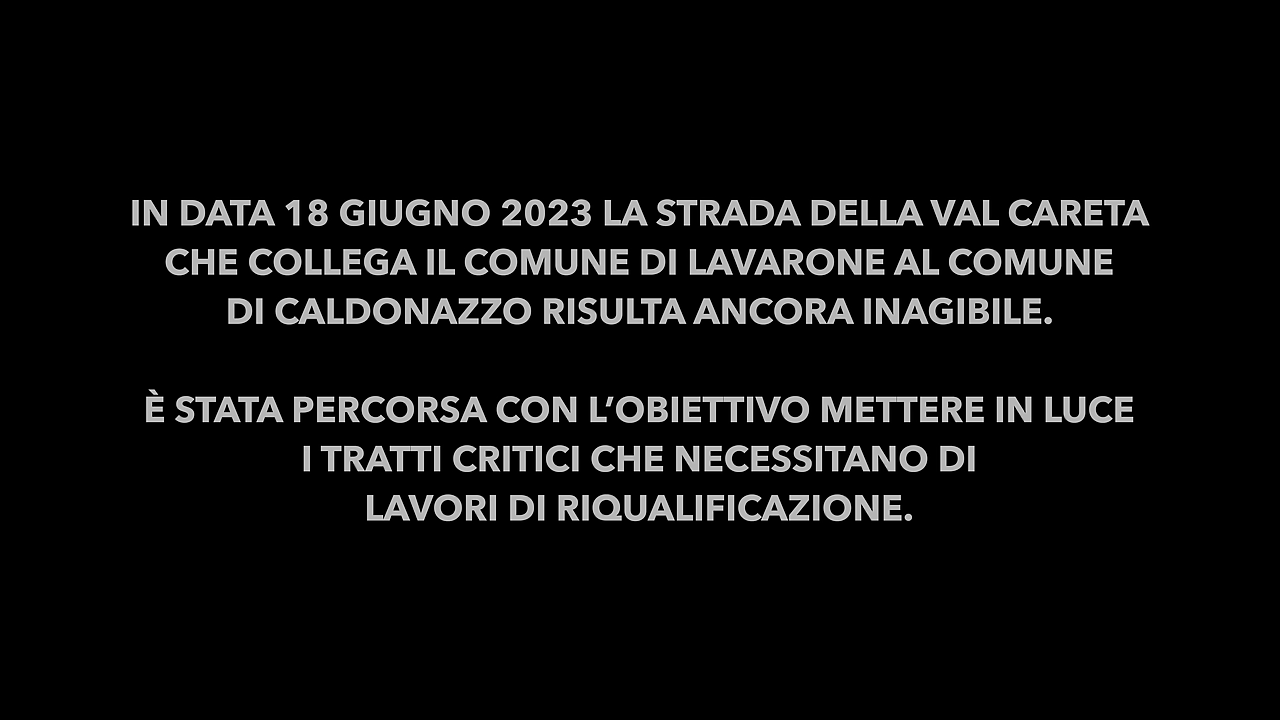 IN DATA 18 GIUGNO 2023 LA STRADA DELLA VAL CARETA
CHE COLLEGA IL COMUNE DI LAVARONE AL COMUNE
DI CALDONAZZO RISULTA ANCORA INAGIBILE.
È STATA PERCORSA CON L’OBIETTIVO METTERE IN LUCE
I TRATTI CRITICI CHE NECESSITANO DI
LAVORI DI RIQUALIFICAZIONE.